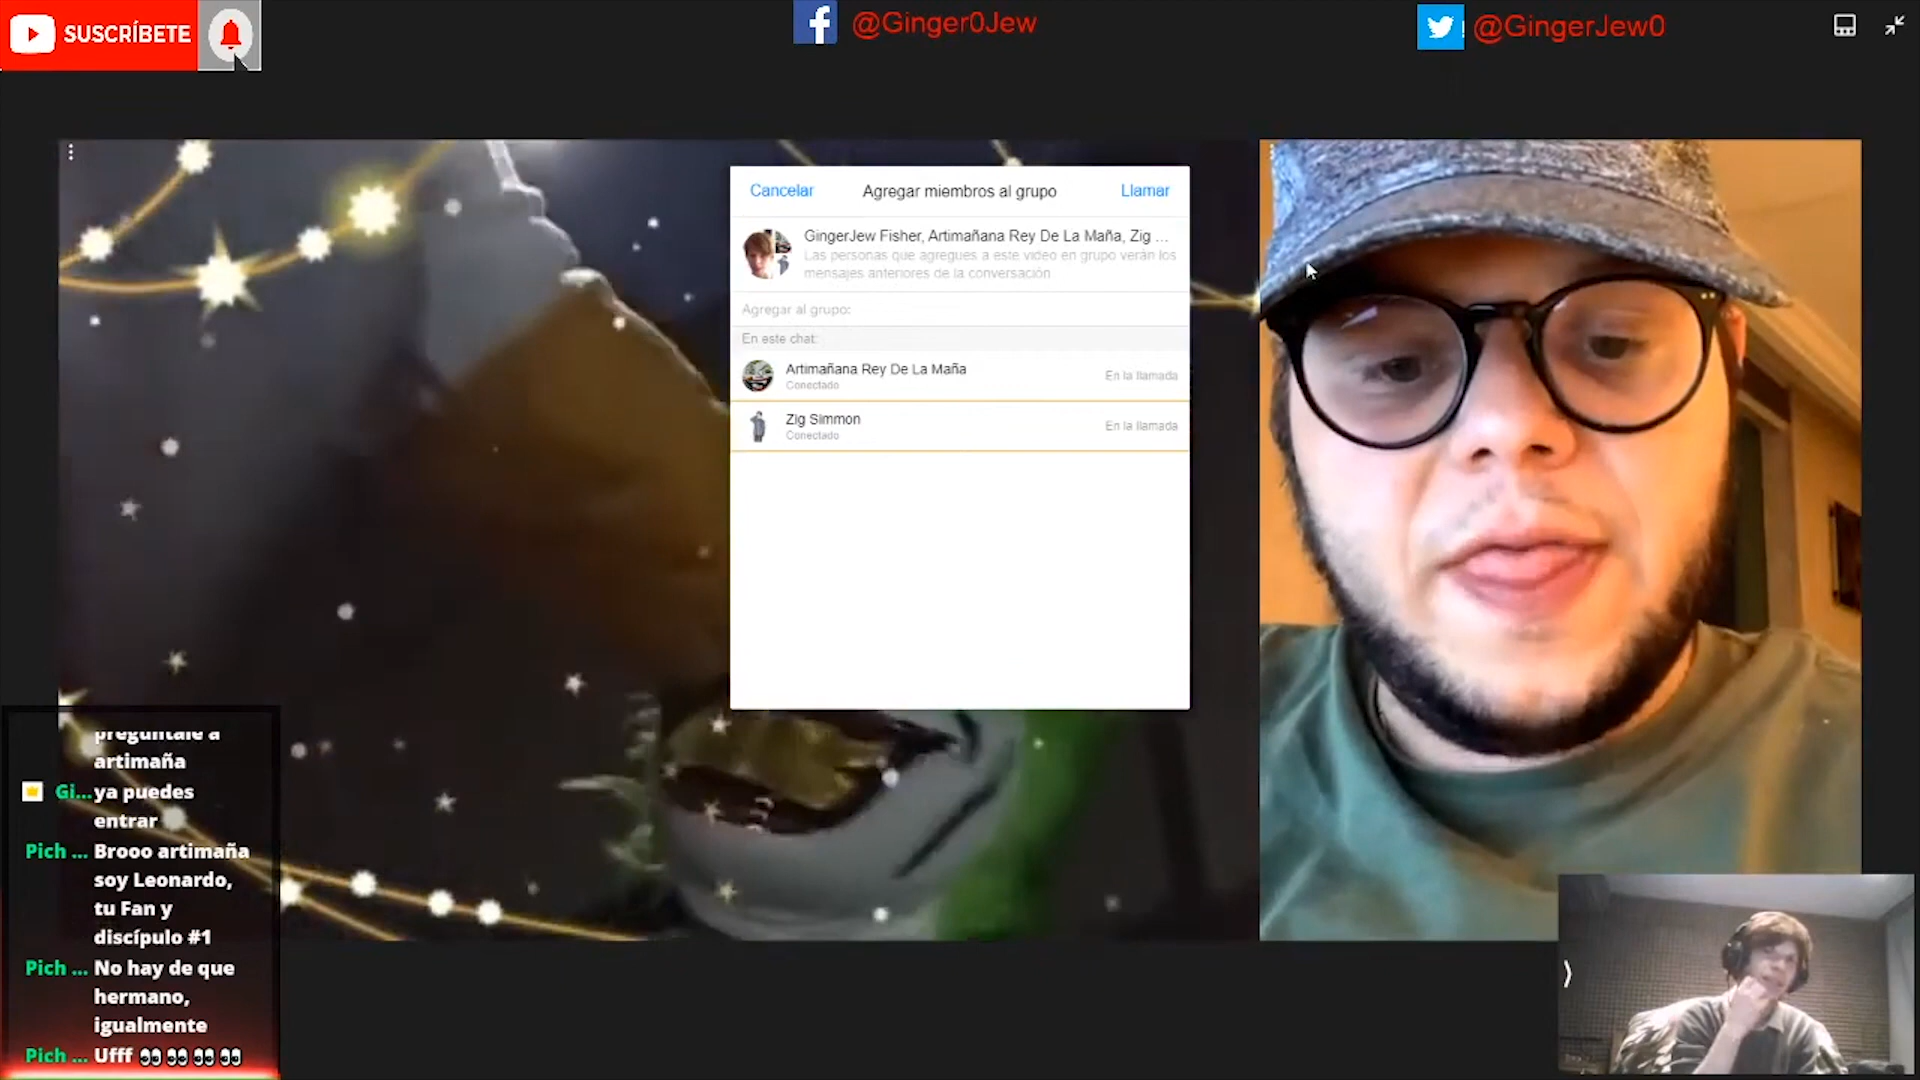 SUSCRÍBETE
@Ginger0Jew
@GingerJew0
Cancelar
Agregar miembros al grupo
Llamar
GingerJew Fisher, Artimañana Rey De La Maña, Zig ...
Las personas que agregues a este video en grupo verán los
mensajes anteriores de la conversación
Agregar al grupo:
En este chat:
Artimañana Rey De La Maña
Conectado
En la llamada
Zig Simmon
Conectado
En la llamada
preguntale a
artimaña
Gi... ya puedes
entrar
Pich ... Brooo artimaña
soy Leonardo,
tu Fan y
discípulo #1
Pich ... No hay de que
hermano,
igualmente
Pich ... Ufff 👀👀👀👀